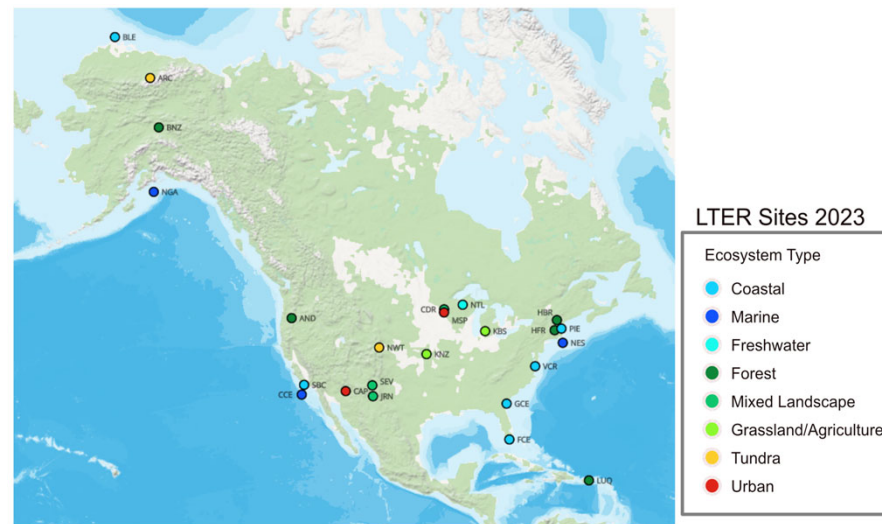 BLE
ARC
BNZ
NGA
LTER Sites 2023
Ecosystem Type
Coastal
Marine
Freshwater
Forest
Mixed Landscape
Grassland/Agriculture
Tundra
Urban
CDR
NTL
MSP
AND
KBS
HBR
PIE
HFR
NES
NWT
KNZ
VCR
SBC
CCE
CAP
SEV
JRN
GCE
FCE
LUQ